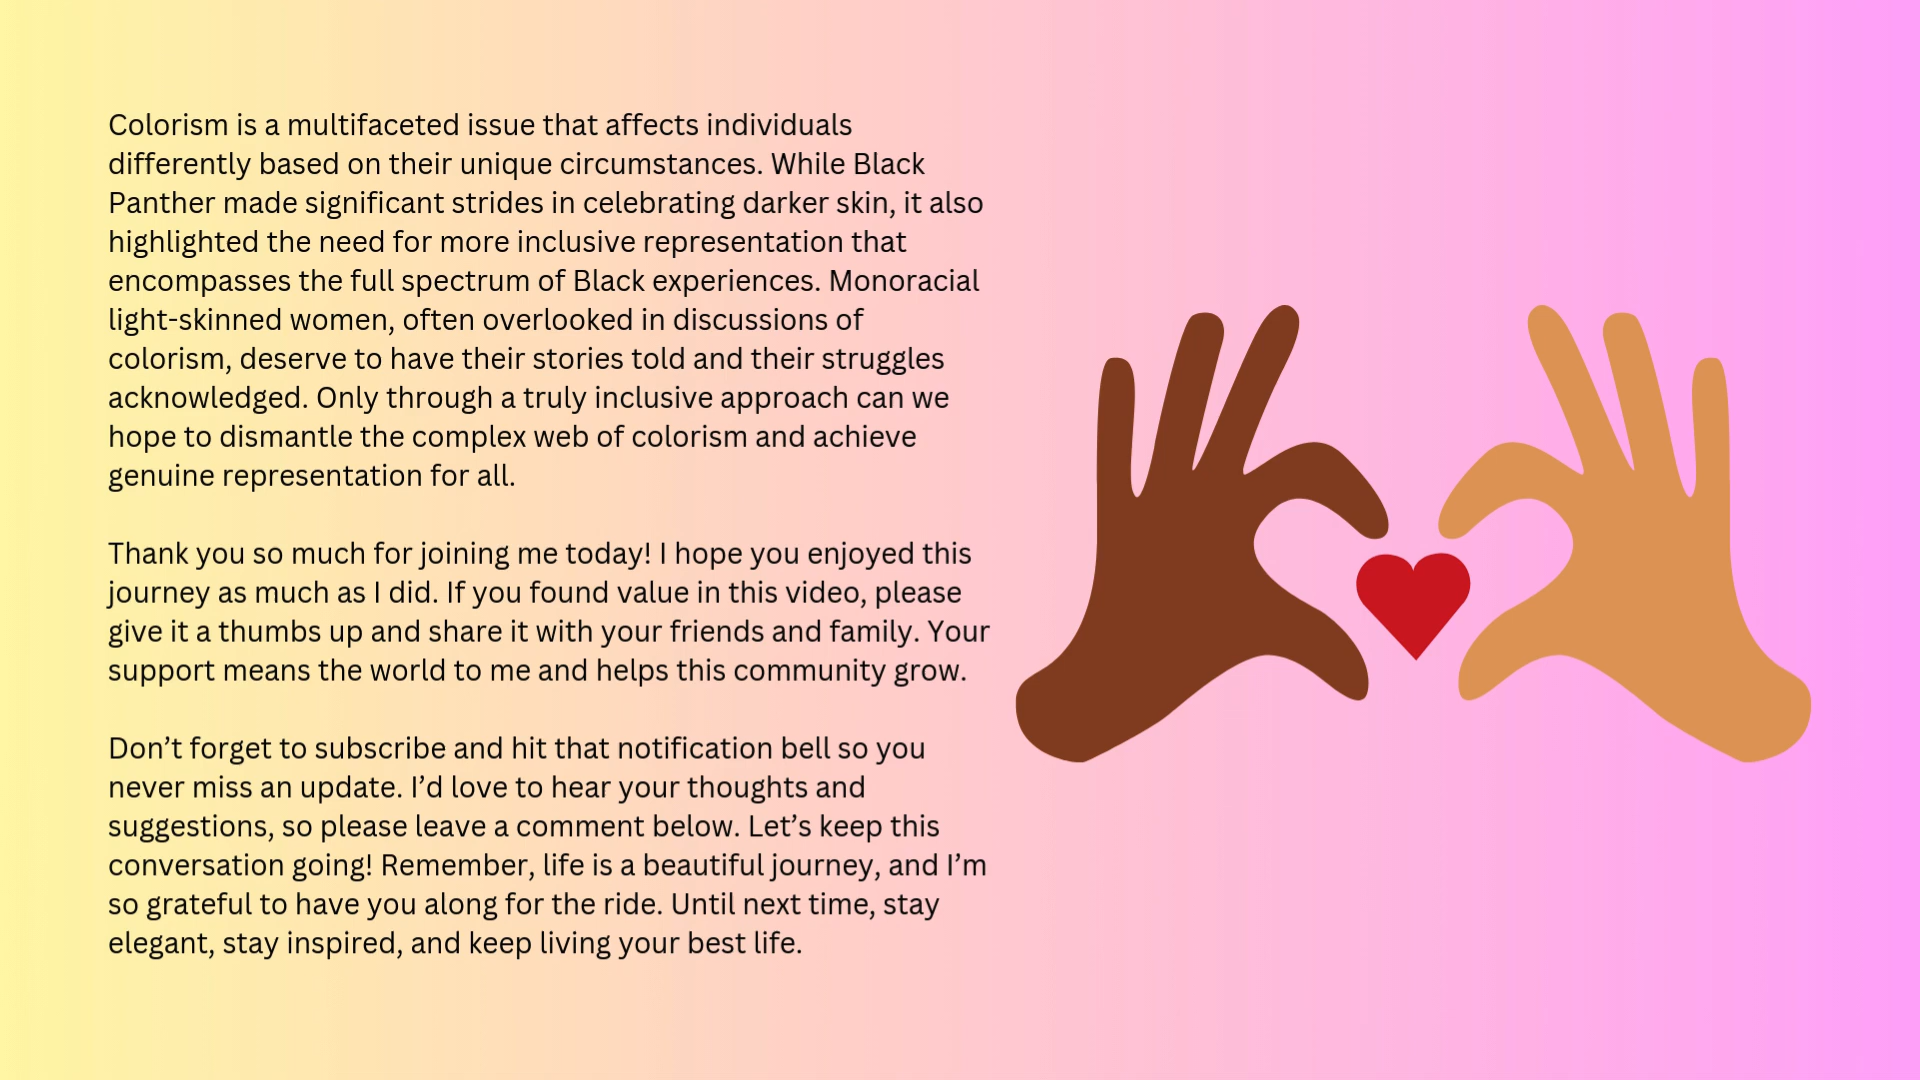 Colorism is a multifaceted issue that affects individuals
differently based on their unique circumstances. While Black
Panther made significant strides in celebrating darker skin, it also
highlighted the need for more inclusive representation that
encompasses the full spectrum of Black experiences. Monoracial
light-skinned women, often overlooked in discussions of
colorism, deserve to have their stories told and their struggles
acknowledged. Only through a truly inclusive approach can we
hope to dismantle the complex web of colorism and achieve
genuine representation for all.
Thank you so much for joining me today! I hope you enjoyed this
journey as much as I did. If you found value in this video, please
give it a thumbs up and share it with your friends and family. Your
support means the world to me and helps this community grow.
Don’t forget to subscribe and hit that notification bell so you
never miss an update. I’d love to hear your thoughts and
suggestions, so please leave a comment below. Let’s keep this
conversation going! Remember, life is a beautiful journey, and I’m
so grateful to have you along for the ride. Until next time, stay
elegant, stay inspired, and keep living your best life.